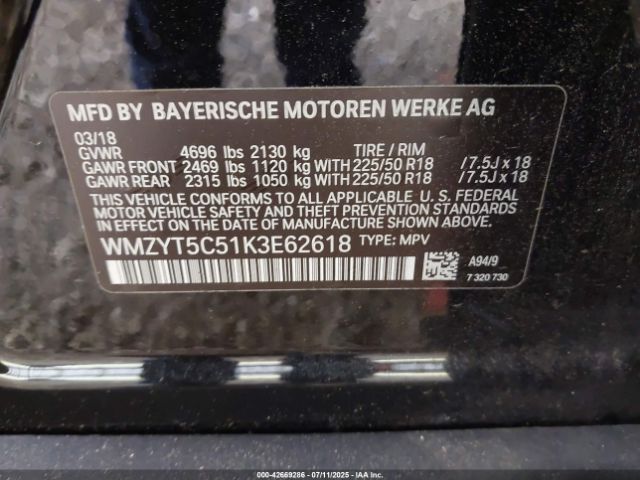 MFD BY BAYERISCHE MOTOREN WERKE AG
03/18
GVWR 4696 lbs 2130 kg TIRE / RIM
GAWR FRONT 2469 lbs 1120 kg WITH 225/50 R18 /7.5J x 18
GAWR REAR 2315 lbs 1050 kg WITH 225/50 R18 /7.5J x 18
THIS VEHICLE CONFORMS TO ALL APPLICABLE U. S. FEDERAL
MOTOR VEHICLE SAFETY AND THEFT PREVENTION STANDARDS
IN EFFECT ON THE DATE OF MANUFACTURE SHOWN ABOVE.
WMZYT5C51K3E62618 TYPE: MPV
A94/9
7 320 730
000-42669286 - 07/11/2025 - IAAI.com